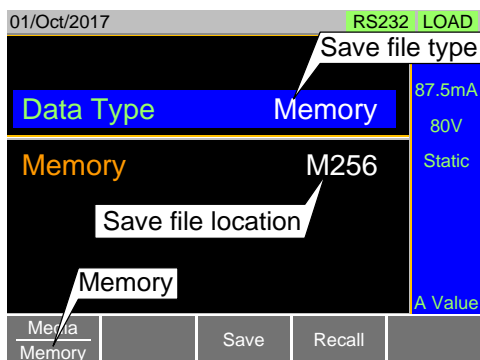 01/Oct/2017 RS232 LOAD
Save file type
Data Type Memory
87.5mA
80V
Memory M256
Static
Save file location
Memory
A Value
Media
Memory
Save
Recall